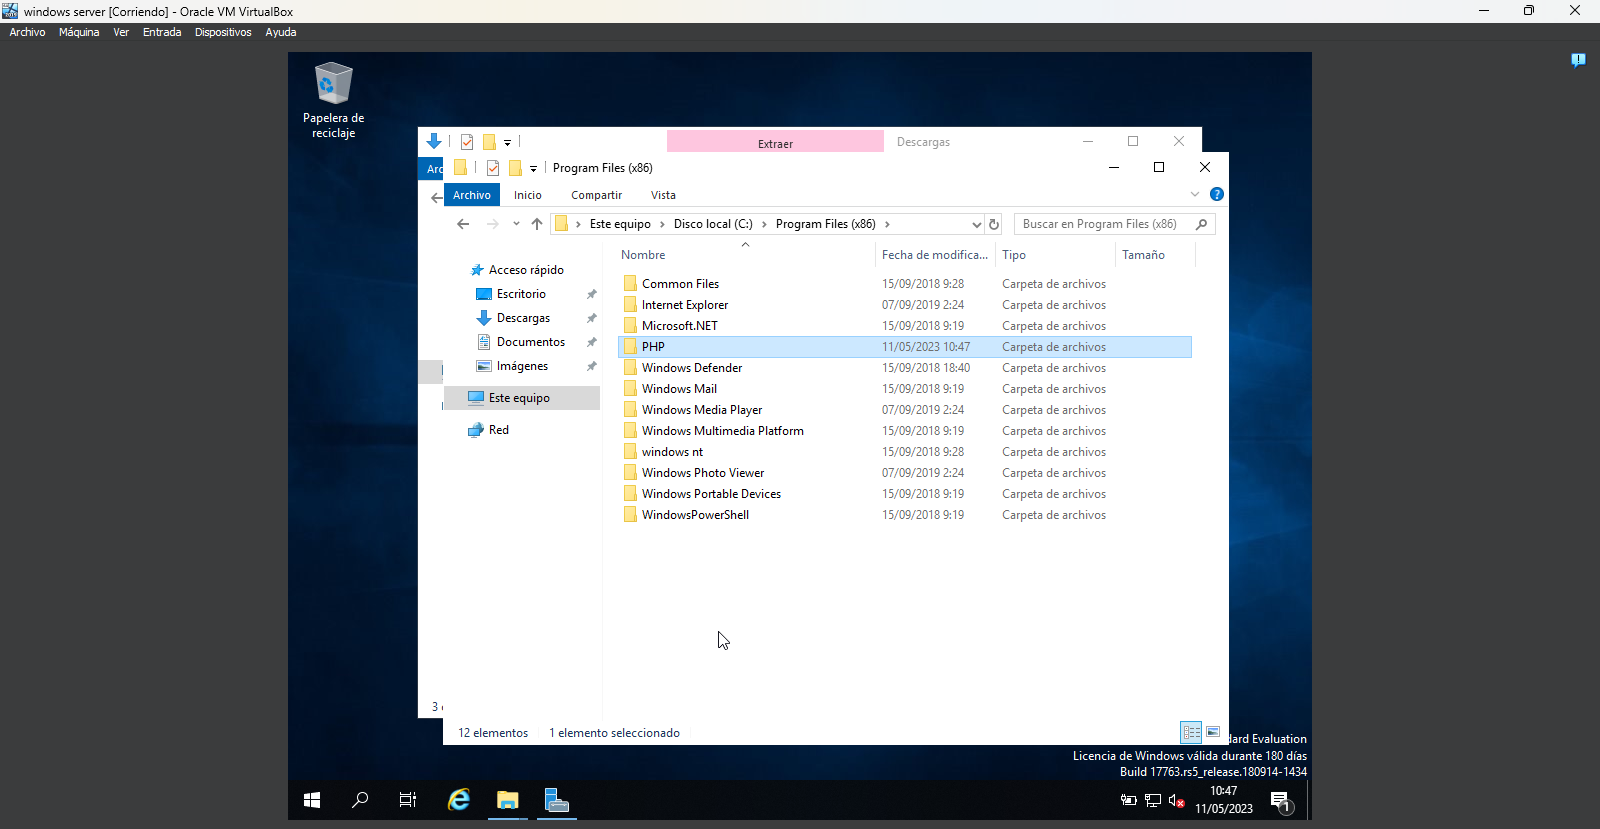 windows server [Corriendo] - Oracle VM VirtualBox
Archivo Máquina Ver Entrada Dispositivos Ayuda
Papelera de
reciclaje
Extraer Descargas
Arc
Program Files (x86)
Archivo Inicio Compartir Vista
Este equipo > Disco local (C:) > Program Files (x86) >
Buscar en Program Files (x86)
Nombre Fecha de modifica... Tipo Tamaño
Acceso rápido
Escritorio
Descargas
Documentos
Imágenes
Este equipo
Red
Common Files 15/09/2018 9:28 Carpeta de archivos
Internet Explorer 07/09/2019 2:24 Carpeta de archivos
Microsoft.NET 15/09/2018 9:19 Carpeta de archivos
PHP 11/05/2023 10:47 Carpeta de archivos
Windows Defender 15/09/2018 18:40 Carpeta de archivos
Windows Mail 15/09/2018 9:19 Carpeta de archivos
Windows Media Player 07/09/2019 2:24 Carpeta de archivos
Windows Multimedia Platform 15/09/2018 9:19 Carpeta de archivos
windows nt 15/09/2018 9:28 Carpeta de archivos
Windows Photo Viewer 07/09/2019 2:24 Carpeta de archivos
Windows Portable Devices 15/09/2018 9:19 Carpeta de archivos
WindowsPowerShell 15/09/2018 9:19 Carpeta de archivos
3
12 elementos 1 elemento seleccionado
dard Evaluation
Licencia de Windows válida durante 180 días
Build 17763.rs5_release.180914-1434
10:47
11/05/2023
1